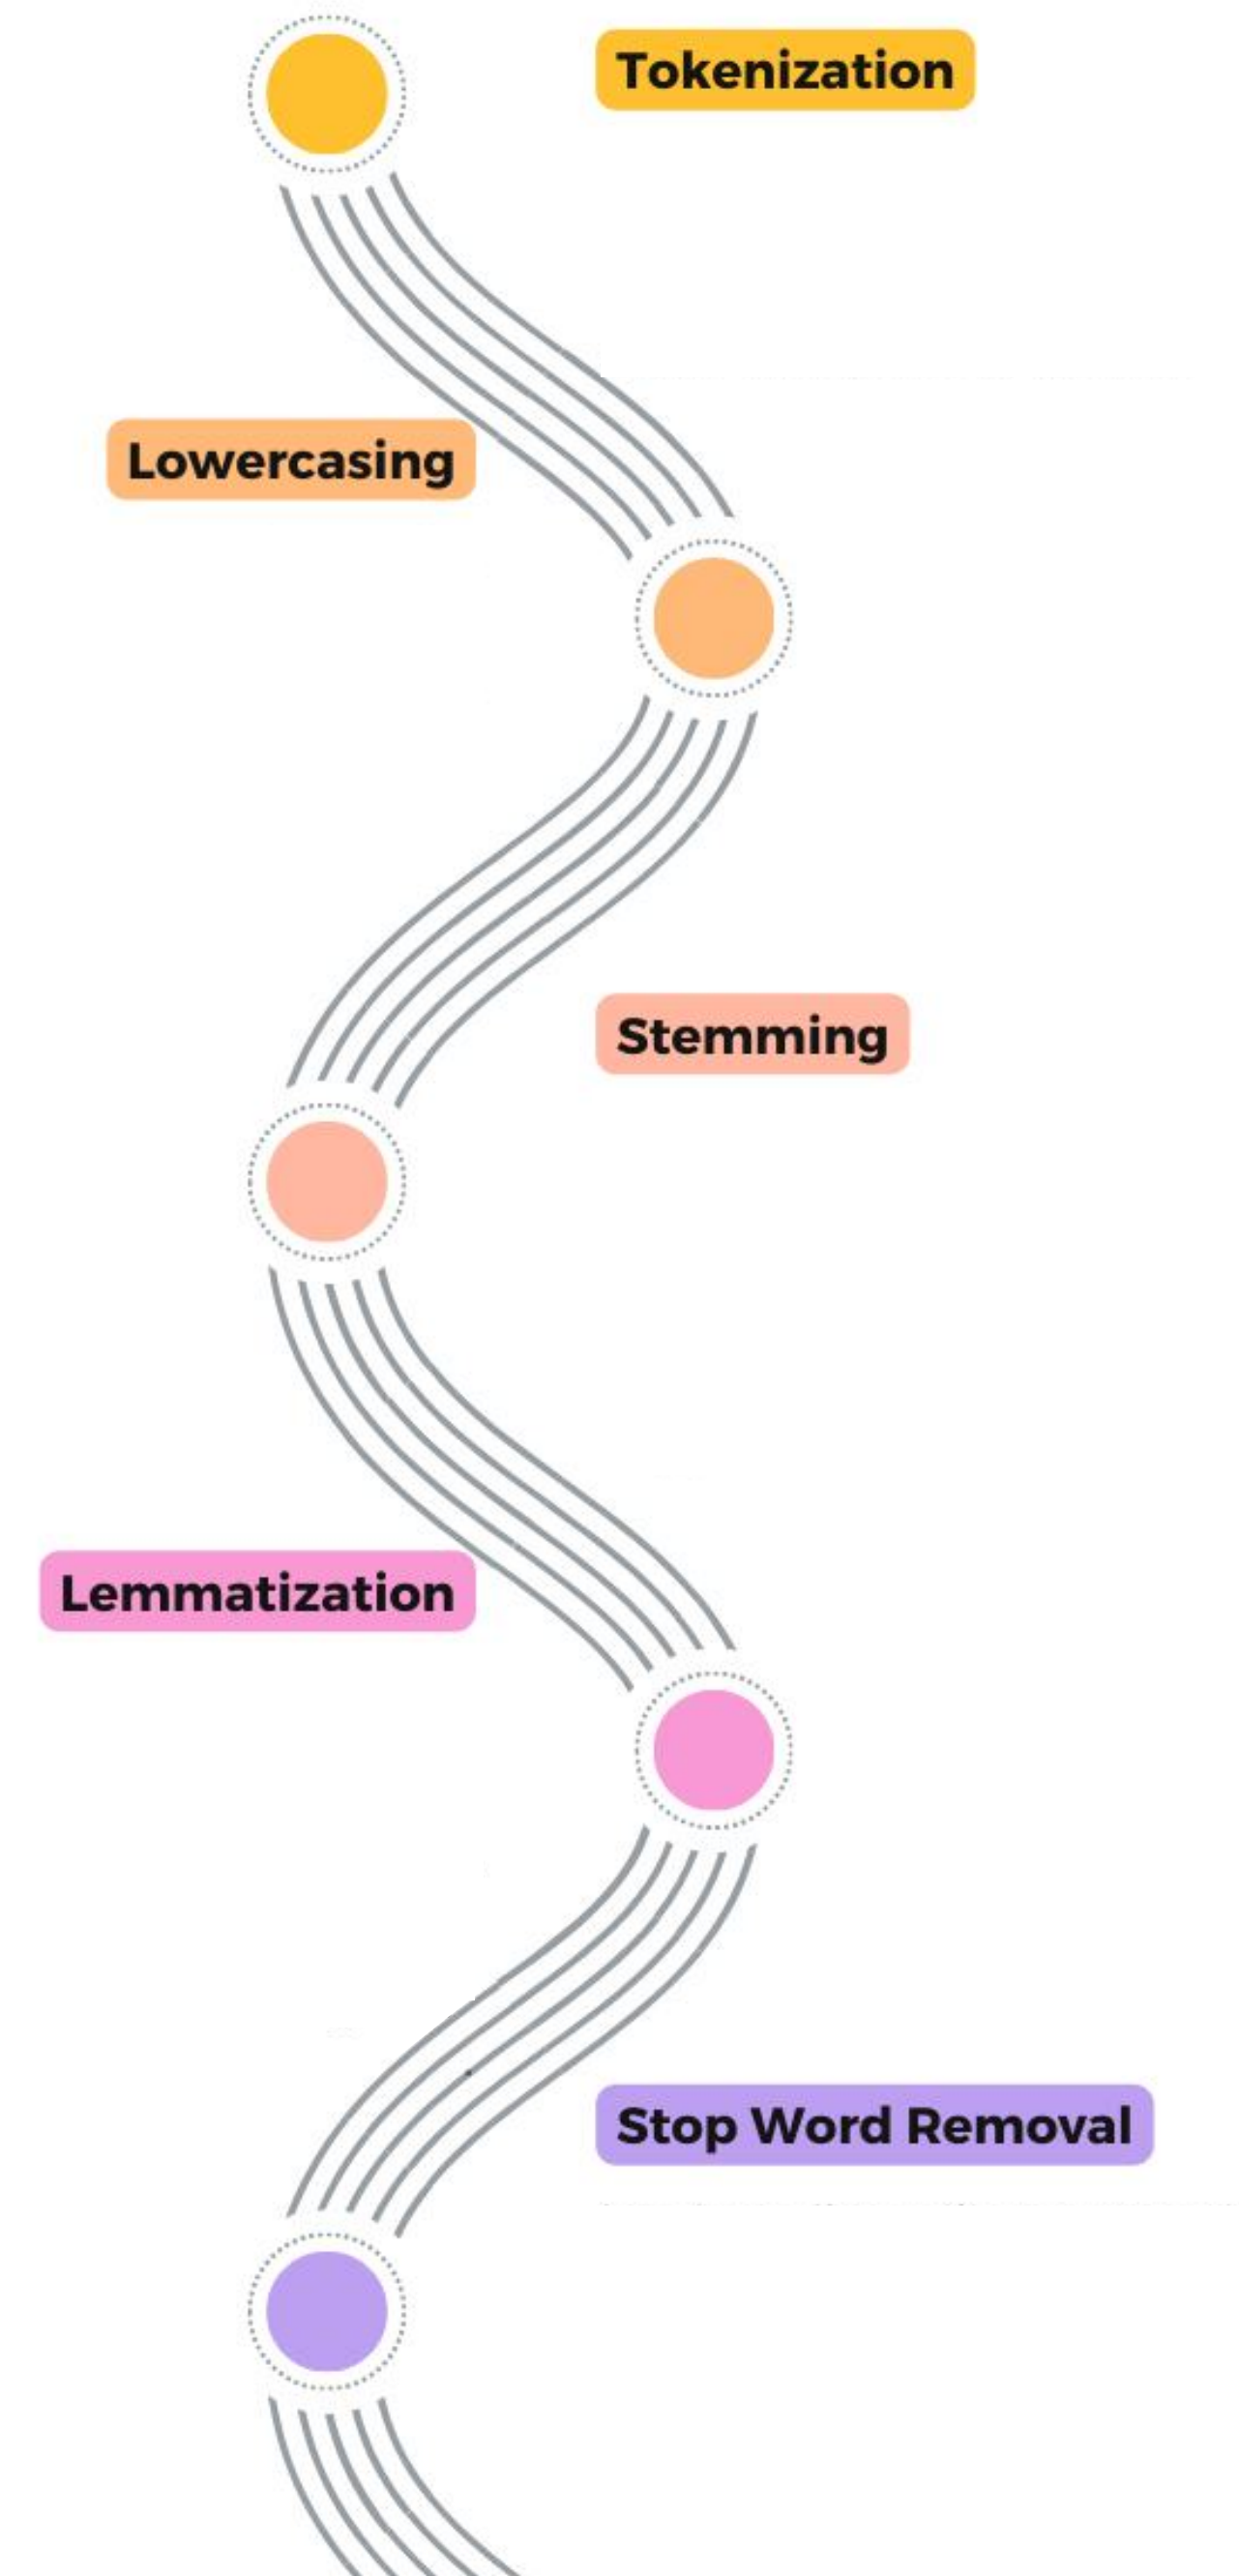 Tokenization
Lowercasing
Stemming
Lemmatization
Stop Word Removal